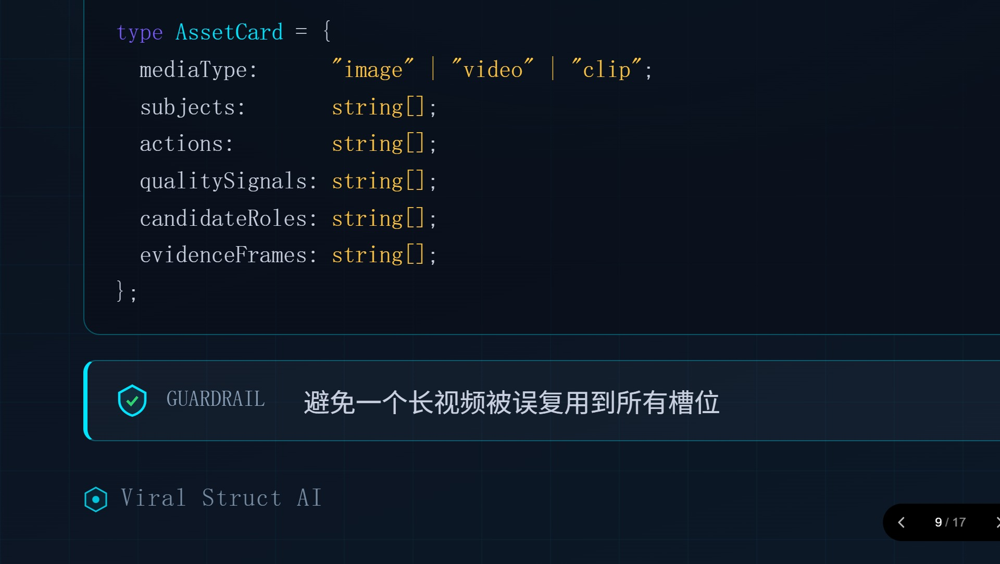 type AssetCard = {
mediaType: "image" | "video" | "clip";
subjects: string[];
actions: string[];
qualitySignals: string[];
candidateRoles: string[];
evidenceFrames: string[];
};
GUARDRAIL 避免一个长视频被误复用到所有槽位
Viral Struct AI
9 / 17